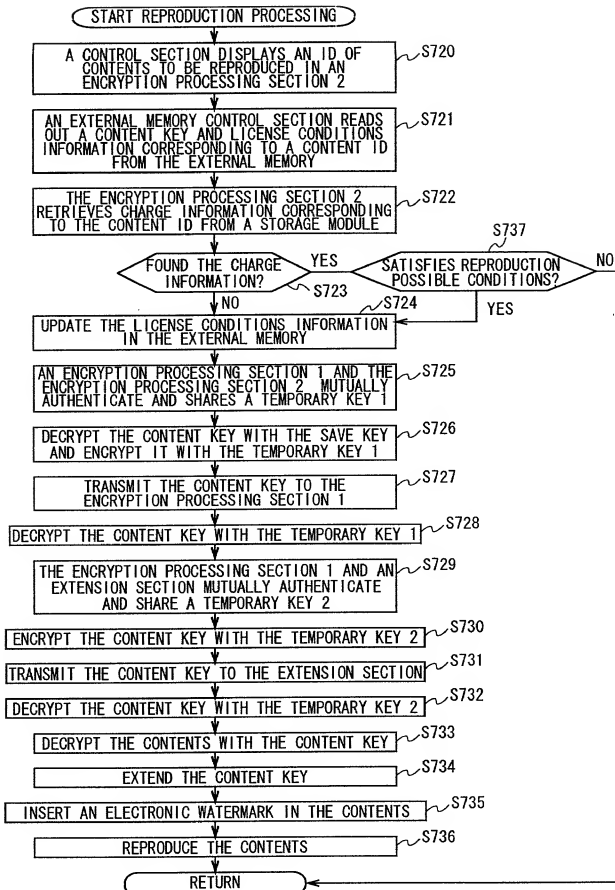 START REPRODUCTION PROCESSING
A CONTROL SECTION DISPLAYS AN ID OF
CONTENTS TO BE REPRODUCED IN AN
ENCRYPTION PROCESSING SECTION 2
S720
AN EXTERNAL MEMORY CONTROL SECTION READS
OUT A CONTENT KEY AND LICENSE CONDITIONS
INFORMATION CORRESPONDING TO A CONTENT ID
FROM THE EXTERNAL MEMORY
S721
THE ENCRYPTION PROCESSING SECTION 2
RETRIEVES CHARGE INFORMATION CORRESPONDING
TO THE CONTENT ID FROM A STORAGE MODULE
S722
FOUND THE CHARGE
INFORMATION?
S723
YES
NO
S737
SATISFIES REPRODUCTION
POSSIBLE CONDITIONS?
NO
YES
UPDATE THE LICENSE CONDITIONS INFORMATION
IN THE EXTERNAL MEMORY
S724
AN ENCRYPTION PROCESSING SECTION 1 AND THE
ENCRYPTION PROCESSING SECTION 2 MUTUALLY
AUTHENTICATE AND SHARES A TEMPORARY KEY 1
S725
DECRYPT THE CONTENT KEY WITH THE SAVE KEY
AND ENCRYPT IT WITH THE TEMPORARY KEY 1
S726
TRANSMIT THE CONTENT KEY TO THE
ENCRYPTION PROCESSING SECTION 1
S727
DECRYPT THE CONTENT KEY WITH THE TEMPORARY KEY 1
S728
THE ENCRYPTION PROCESSING SECTION 1 AND AN
EXTENSION SECTION MUTUALLY AUTHENTICATE
AND SHARE A TEMPORARY KEY 2
S729
ENCRYPT THE CONTENT KEY WITH THE TEMPORARY KEY 2
S730
TRANSMIT THE CONTENT KEY TO THE EXTENSION SECTION
S731
DECRYPT THE CONTENT KEY WITH THE TEMPORARY KEY 2
S732
DECRYPT THE CONTENTS WITH THE CONTENT KEY
S733
EXTEND THE CONTENT KEY
S734
INSERT AN ELECTRONIC WATERMARK IN THE CONTENTS
S735
REPRODUCE THE CONTENTS
S736
RETURN